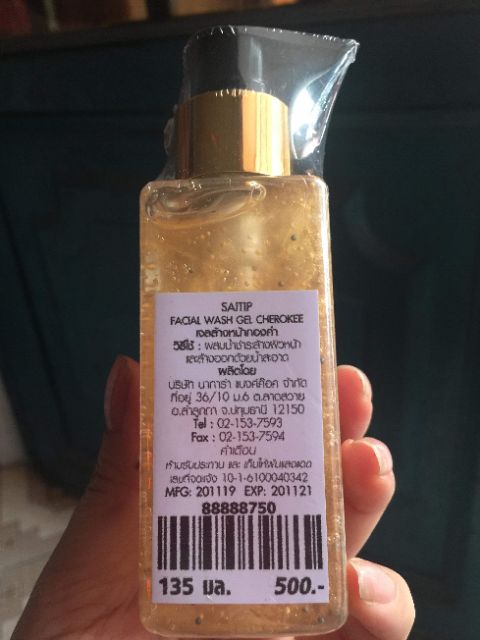 SAITIP
FACIAL WASH GEL CHEROKEE
เจลล้างหน้าทองคำ
วิธีใช้ : ผสมน้ำชำระล้างผิวหน้า
และล้างออกด้วยน้ำสะอาด
ผลิตโดย
บริษัท นาการ่า แบงค์ก๊อค จำกัด
ที่อยู่ 36/10 ม.6 ต.ลาดสวาย
อ.ลำลูกกา จ.ปทุมธานี 12150
Tel : 02-153-7593
Fax : 02-153-7594
คำเตือน
ห้ามรับประทาน และ เก็บให้พ้นแสงแดด
เลขที่จดแจ้ง 10-1-6100040342
MFG: 201119 EXP: 201121
88888750
135 มล. 500.-